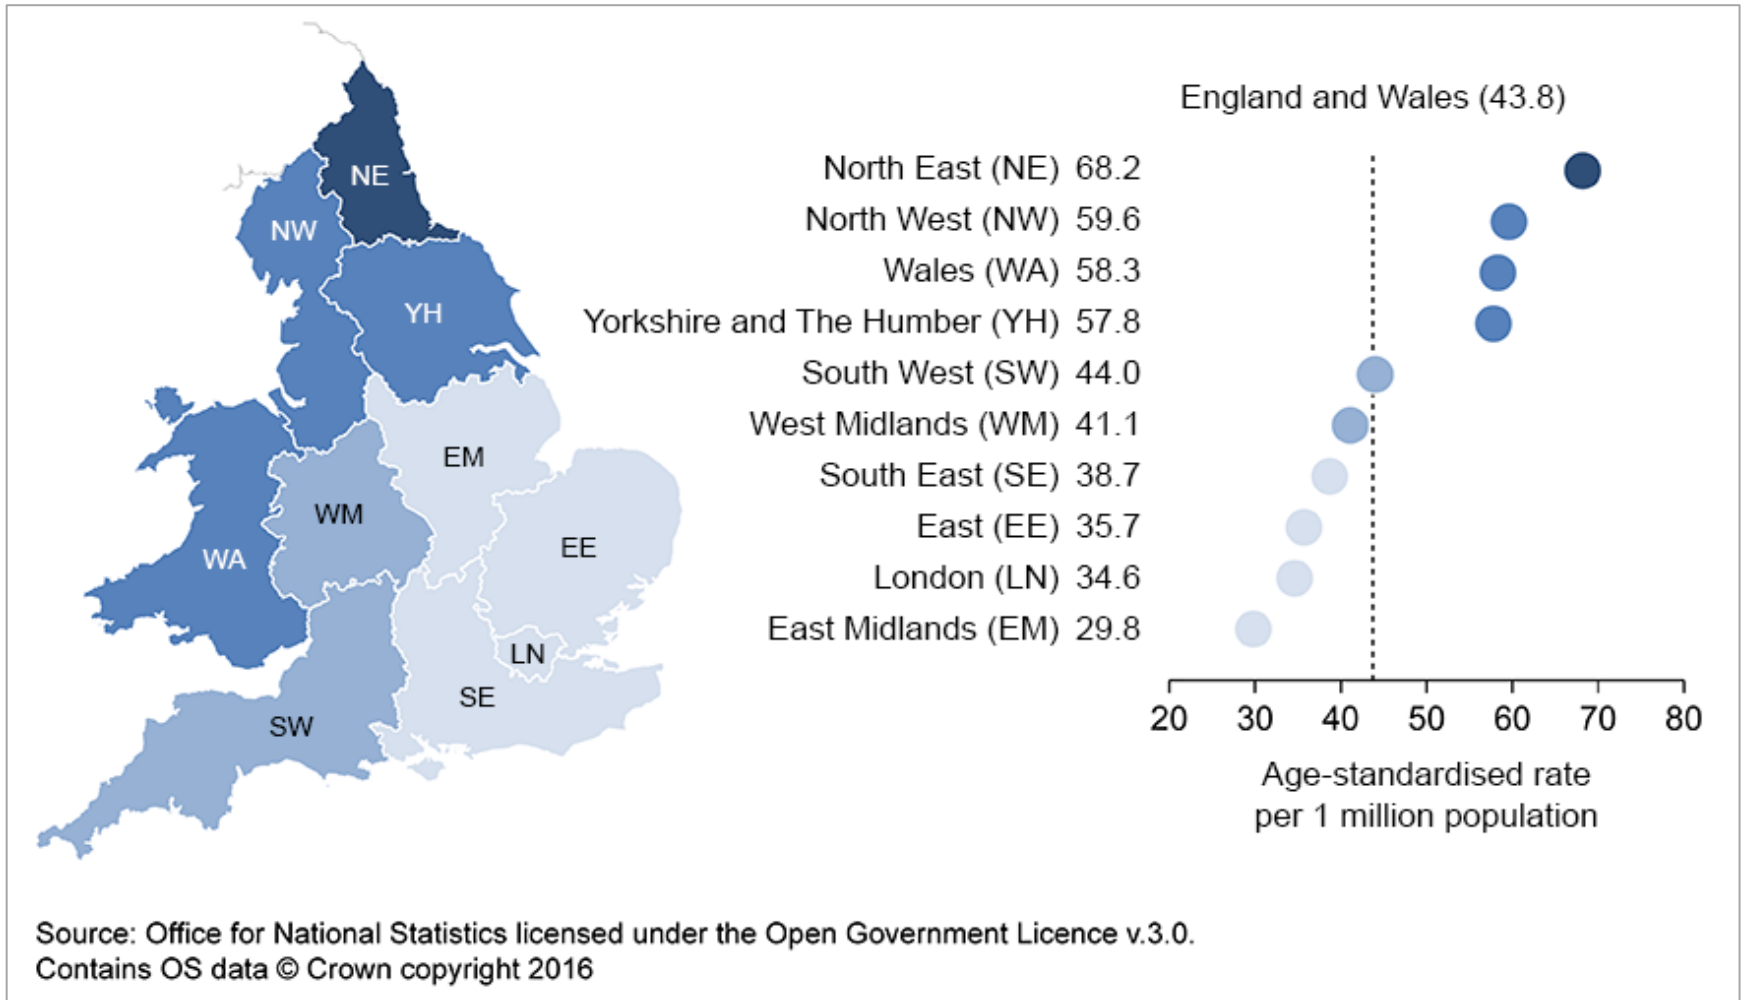 England and Wales (43.8)
North East (NE) 68.2
North West (NW) 59.6
Wales (WA) 58.3
Yorkshire and The Humber (YH) 57.8
South West (SW) 44.0
West Midlands (WM) 41.1
South East (SE) 38.7
East (EE) 35.7
London (LN) 34.6
East Midlands (EM) 29.8
20 30 40 50 60 70 80
Age-standardised rate
per 1 million population
NE
NW
YH
EM
WM
EE
WA
LN
SE
SW
Source: Office for National Statistics licensed under the Open Government Licence v.3.0.
Contains OS data © Crown copyright 2016